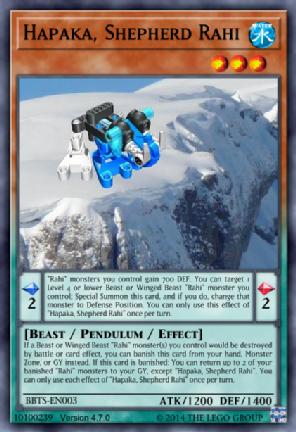 HAPAKA, SHEPHERD RAHI
WATER
水
"Rahi" monsters you control gain 700 DEF. You can target 1
Level 4 or lower Beast or Winged Beast "Rahi" monster you
control; Special Summon this card, and if you do, change that
monster to Defense Position. You can only use this effect of
"Hapaka, Shepherd Rahi" once per turn.
2
2
[BEAST / PENDULUM / EFFECT]
If a Beast or Winged Beast "Rahi" monster(s) you control would be destroyed
by battle or card effect, you can banish this card from your hand, Monster
Zone, or GY instead. If this card is banished: You can return up to 2 of your
banished "Rahi" monsters to your GY, except "Hapaka, Shepherd Rahi". You
can only use each effect of "Hapaka, Shepherd Rahi" once per turn.
BBTS-EN003
ATK/1200 DEF/1400
10100239
Version 4.7.0
©2014 THE LEGO GROUP